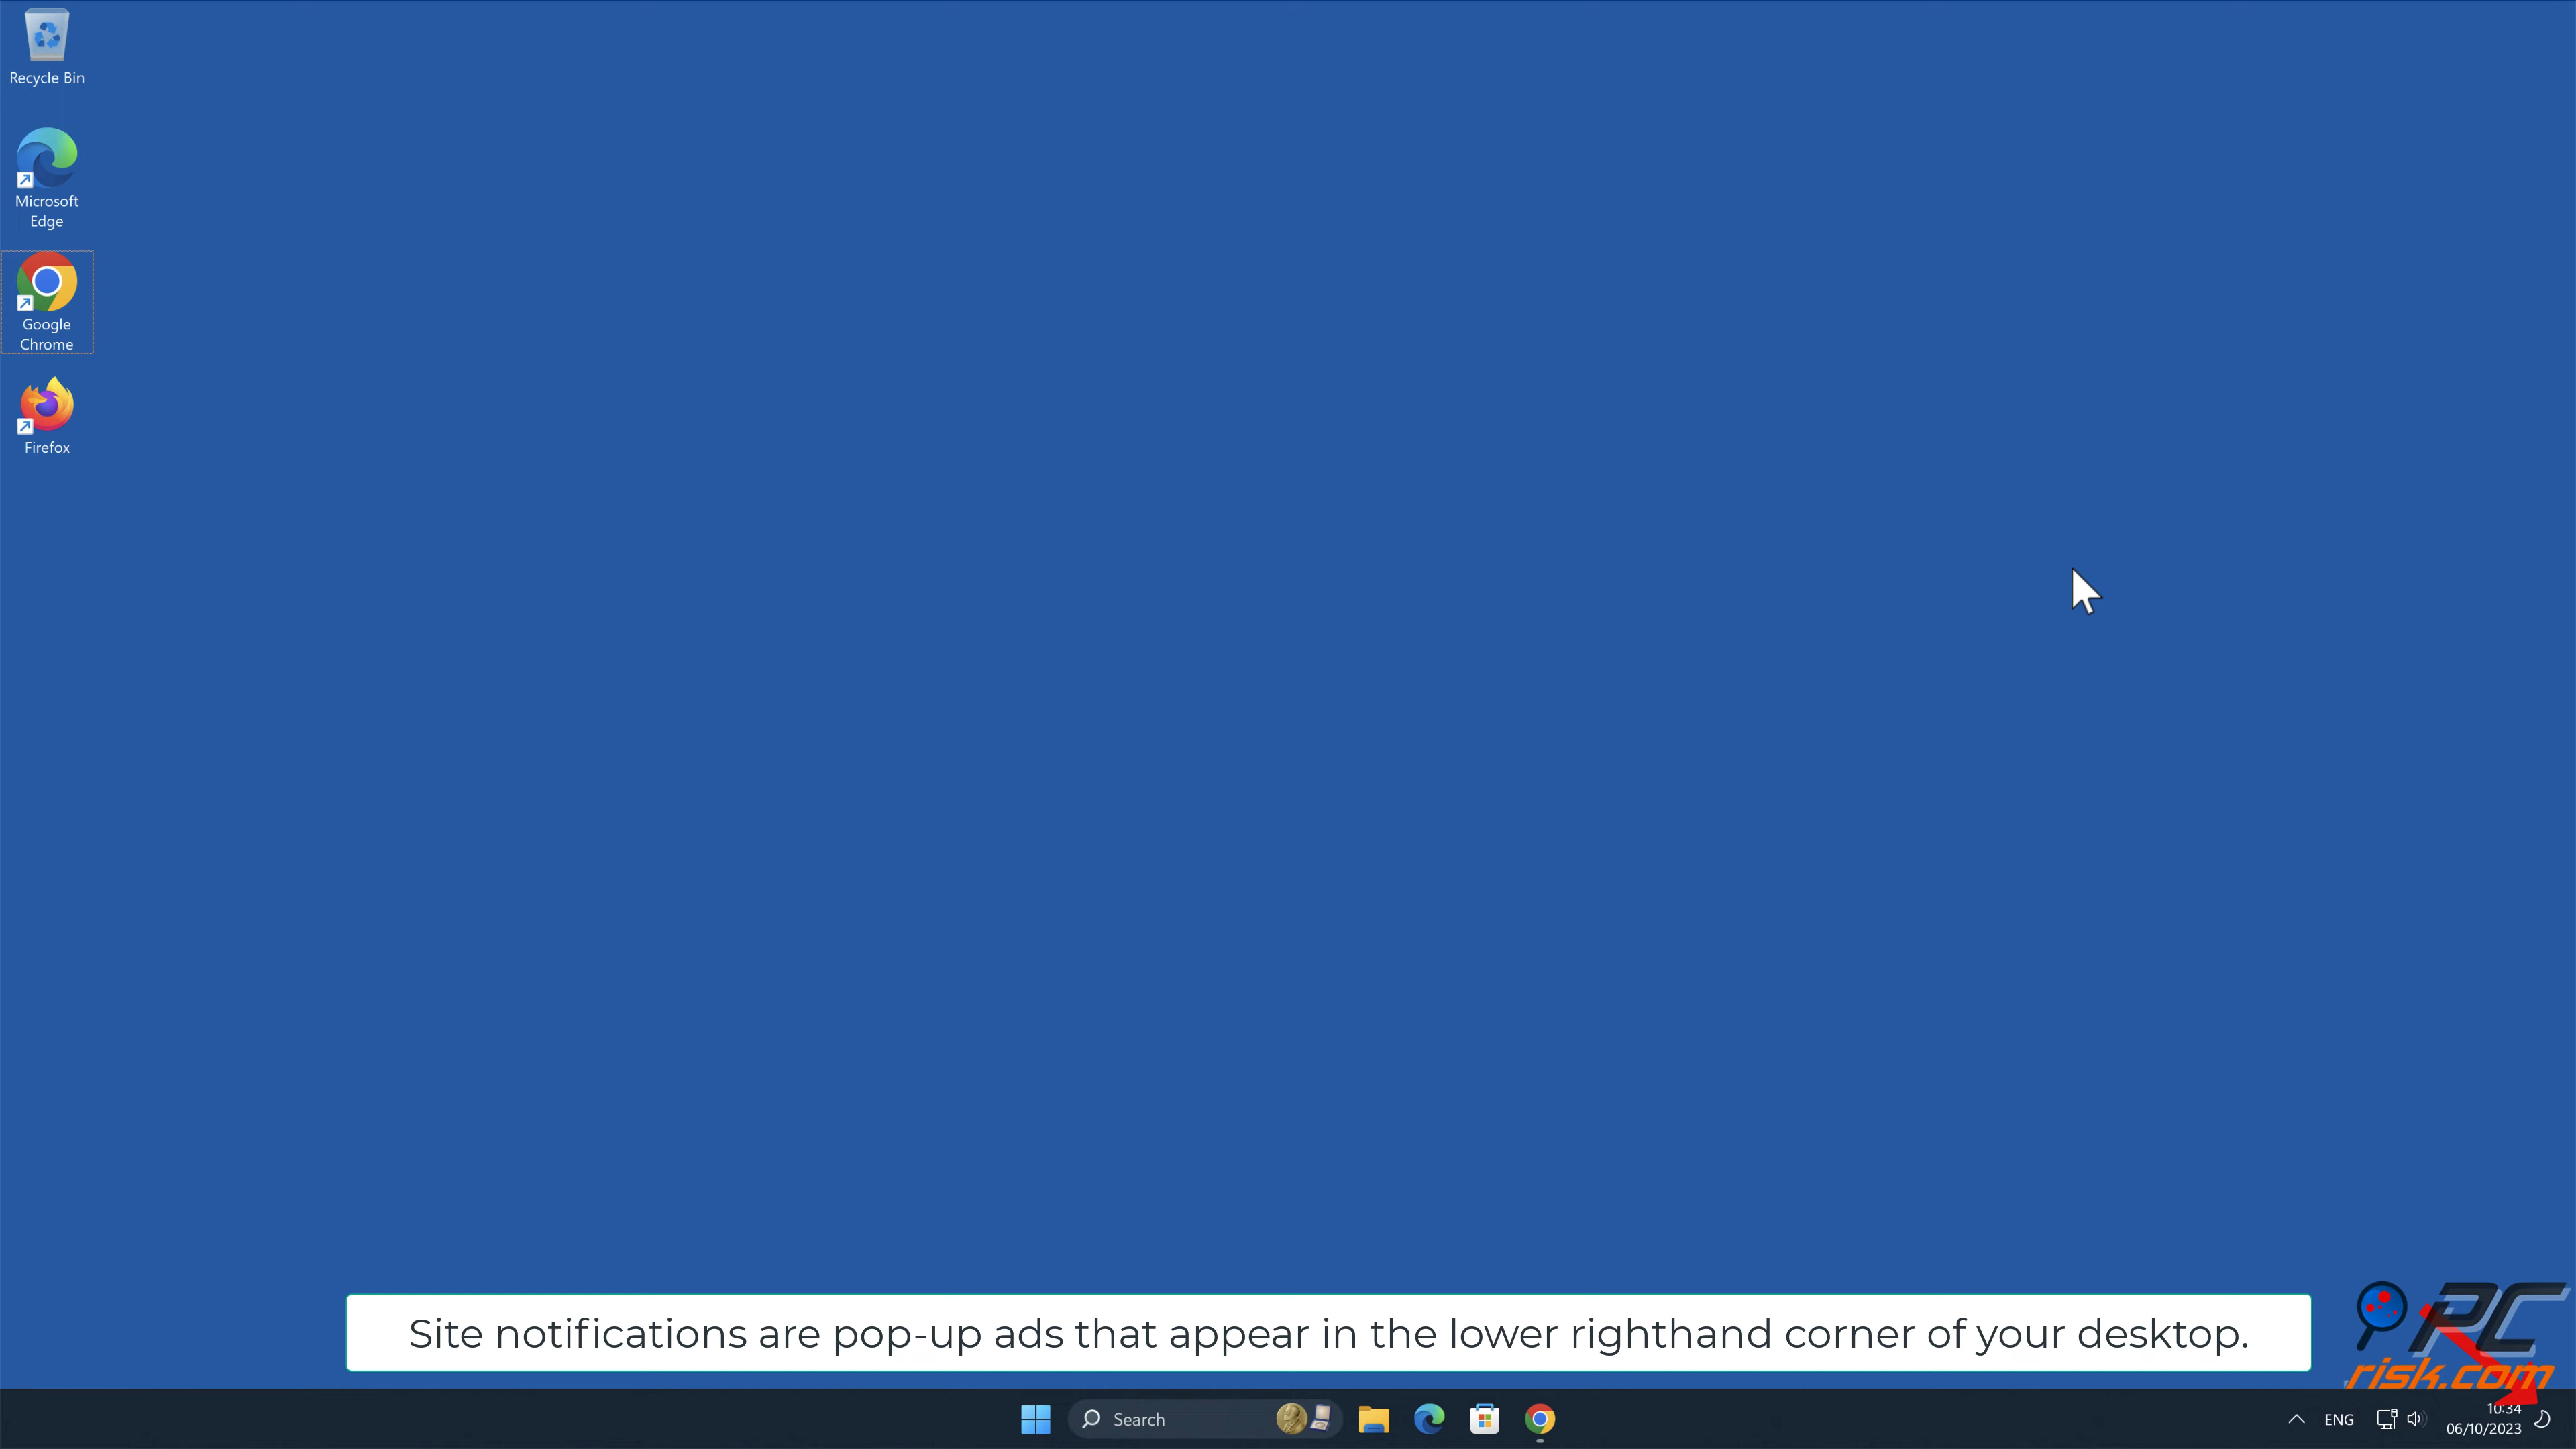 Recycle Bin
Microsoft
Edge
Google
Chrome
Firefox
Site notifications are pop-up ads that appear in the lower righthand corner of your desktop.
PC
risk.com
Search
ENG
10:34
06/10/2023